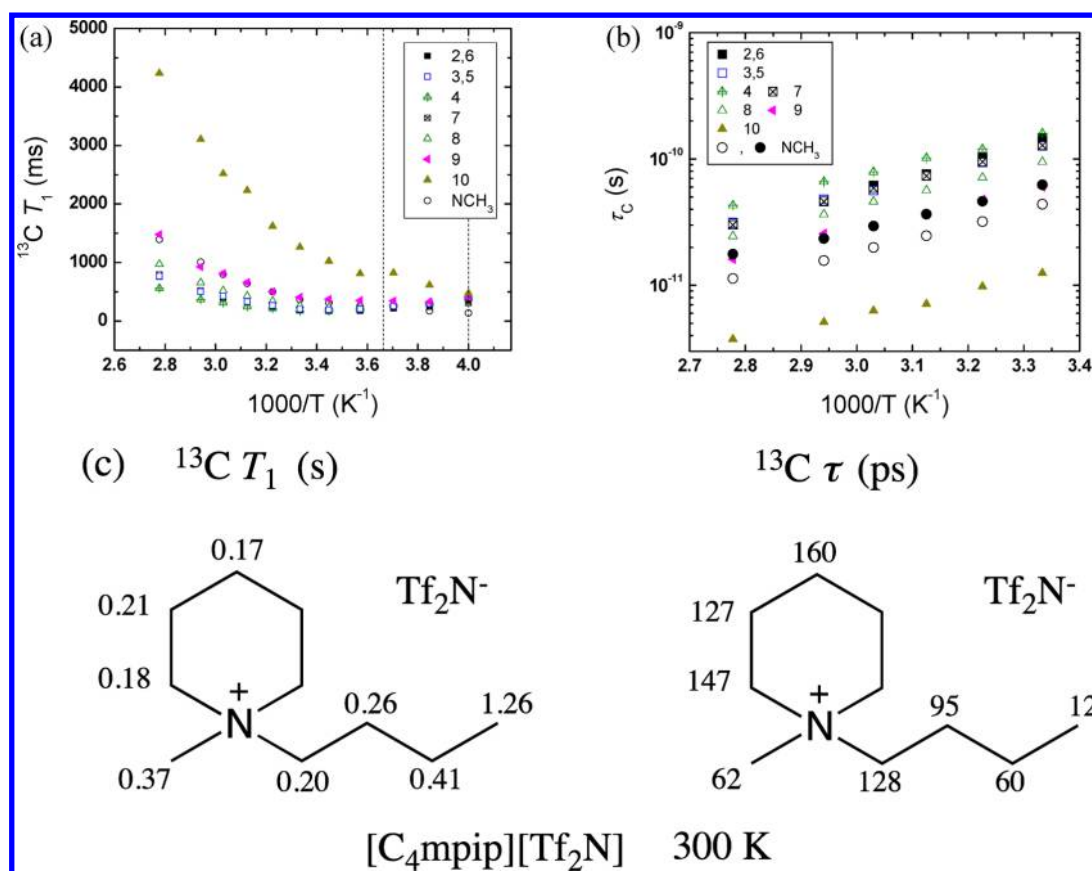 (a)
5000
4000
3000
2000
1000
0
¹³C T₁ (ms)
2,6
3,5
4
7
8
9
10
NCH₃
2.6 2.8 3.0 3.2 3.4 3.6 3.8 4.0
1000/T (K⁻¹)
(b)
10⁻⁹
10⁻¹⁰
10⁻¹¹
τ_C (s)
2,6
3,5
4 7
8 9
10
, NCH₃
2.7 2.8 2.9 3.0 3.1 3.2 3.3 3.4
1000/T (K⁻¹)
(c) ¹³C T₁ (s)
0.17
0.21
0.18
+
N
0.37
0.20
0.26
0.41
1.26
Tf₂N⁻
¹³C τ (ps)
160
127
147
+
N
62
128
95
60
12
Tf₂N⁻
[C₄mpip][Tf₂N] 300 K